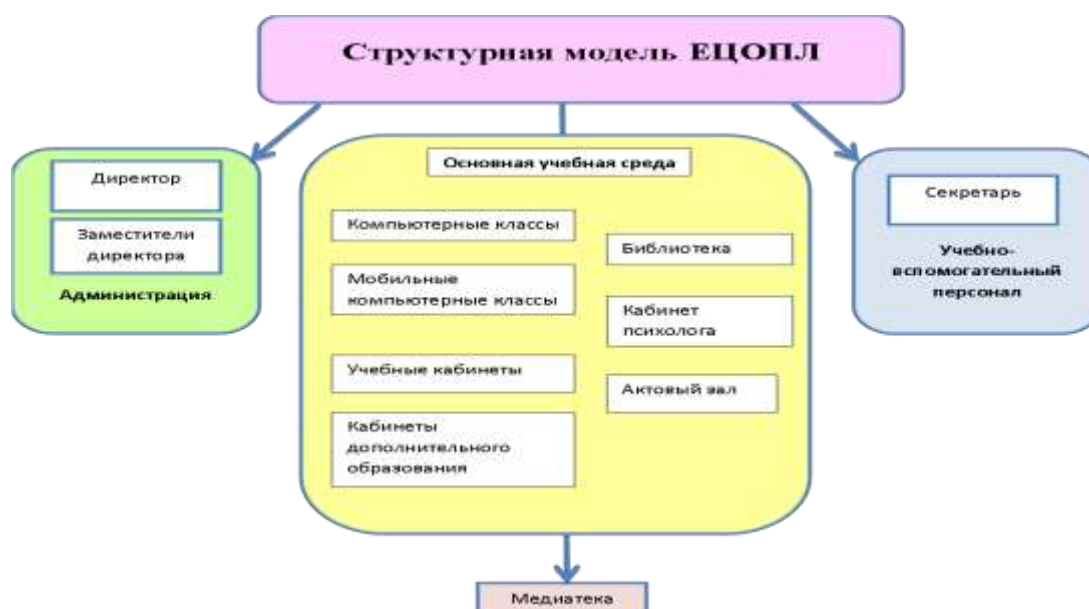 Структурная модель ЕЦОПЛ
Директор
Заместители
директора
Администрация
Основная учебная среда
Компьютерные классы
Мобильные
компьютерные классы
Учебные кабинеты
Кабинеты
дополнительного
образования
Библиотека
Кабинет
психолога
Актовый зал
Секретарь
Учебно-
вспомогательный
персонал
Медиатека